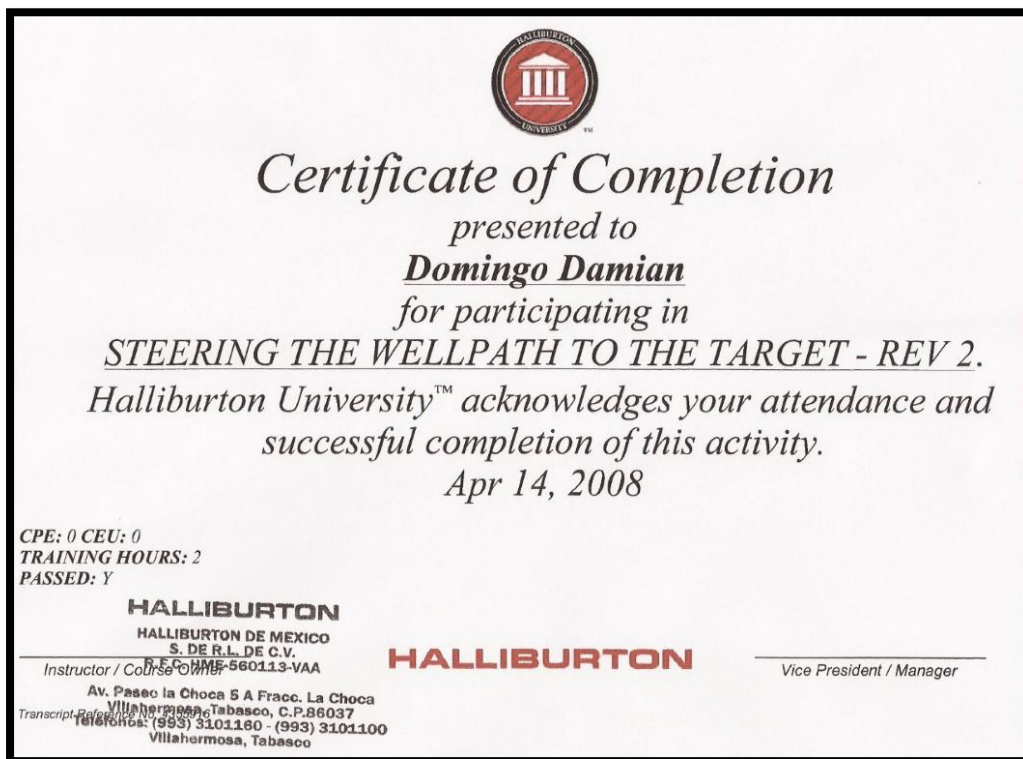 HALLIBURTON
UNIVERSITY
TM
Certificate of Completion
presented to
Domingo Damian
for participating in
STEERING THE WELLPATH TO THE TARGET - REV 2.
Halliburton University™ acknowledges your attendance and
successful completion of this activity.
Apr 14, 2008
CPE: 0 CEU: 0
TRAINING HOURS: 2
PASSED: Y
HALLIBURTON
HALLIBURTON DE MEXICO
S. DE R.L. DE C.V.
R.F.C. HME-560113-VAA
Instructor / Course Owner
HALLIBURTON
Vice President / Manager
Av. Paseo la Choca 5 A Fracc. La Choca
Villahermosa, Tabasco, C.P.86037
Transcript Reference No.
Teléfonos: (993) 3101160 - (993) 3101100
Villahermosa, Tabasco